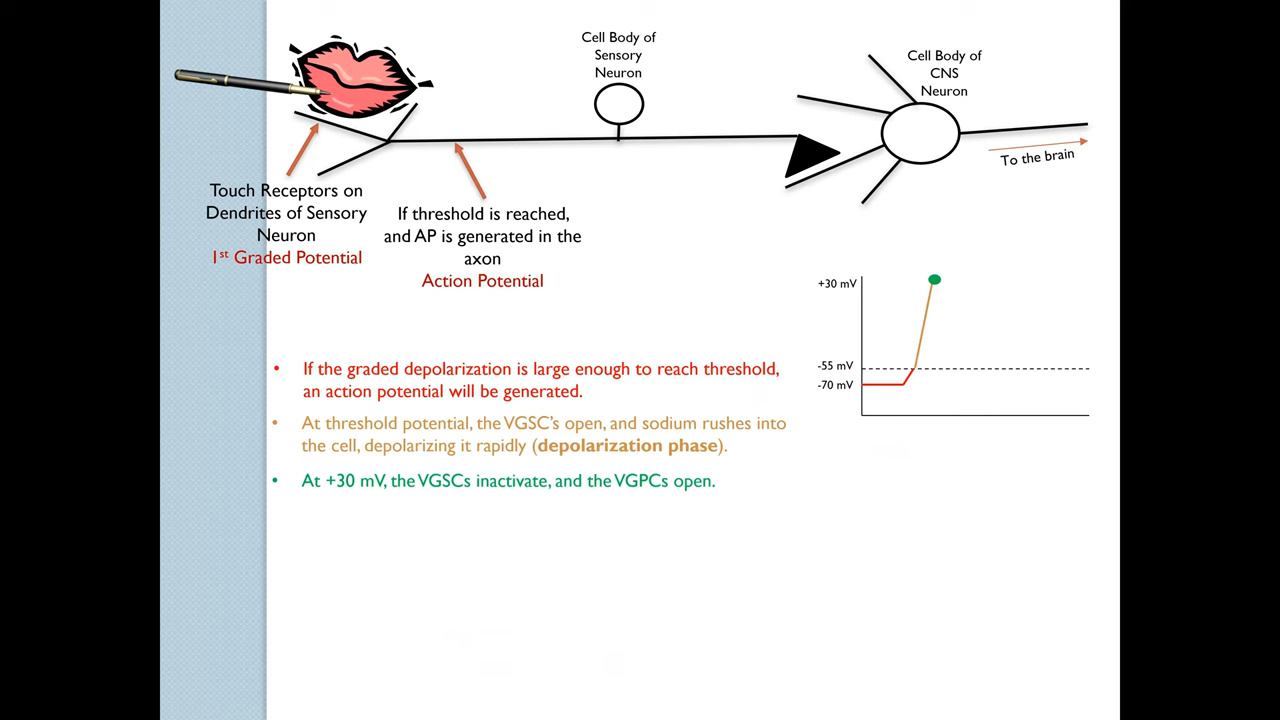 Cell Body of
Sensory
Neuron
Cell Body of
CNS
Neuron
To the brain
Touch Receptors on
Dendrites of Sensory
Neuron
1st Graded Potential
If threshold is reached,
and AP is generated in the
axon
Action Potential
+30 mV
-55 mV
-70 mV
• If the graded depolarization is large enough to reach threshold,
an action potential will be generated.
• At threshold potential, the VGSC's open, and sodium rushes into
the cell, depolarizing it rapidly (depolarization phase).
• At +30 mV, the VGSCs inactivate, and the VGPCs open.